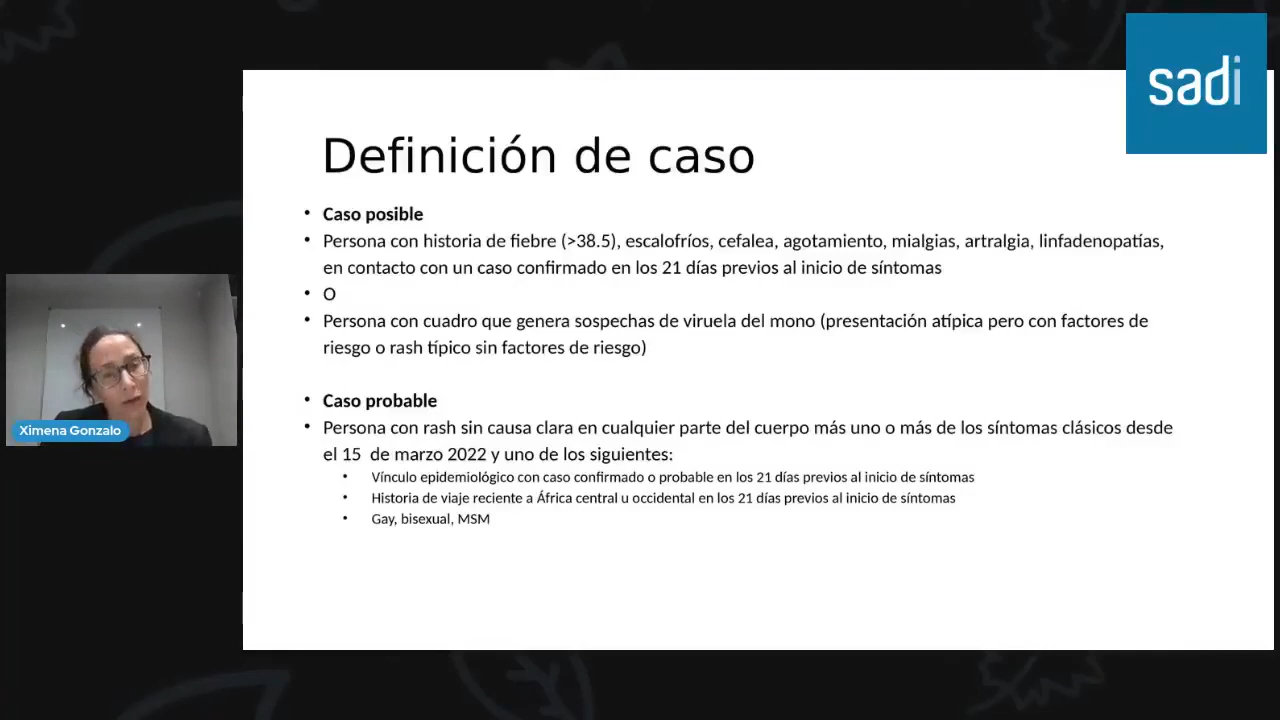 sadi
Definición de caso
• Caso posible
• Persona con historia de fiebre (>38.5), escalofríos, cefalea, agotamiento, mialgias, artralgia, linfadenopatías,
en contacto con un caso confirmado en los 21 días previos al inicio de síntomas
• O
• Persona con cuadro que genera sospechas de viruela del mono (presentación atípica pero con factores de
riesgo o rash típico sin factores de riesgo)
• Caso probable
• Persona con rash sin causa clara en cualquier parte del cuerpo más uno o más de los síntomas clásicos desde
el 15 de marzo 2022 y uno de los siguientes:
• Vínculo epidemiológico con caso confirmado o probable en los 21 días previos al inicio de síntomas
• Historia de viaje reciente a África central u occidental en los 21 días previos al inicio de síntomas
• Gay, bisexual, MSM
Ximena Gonzalo